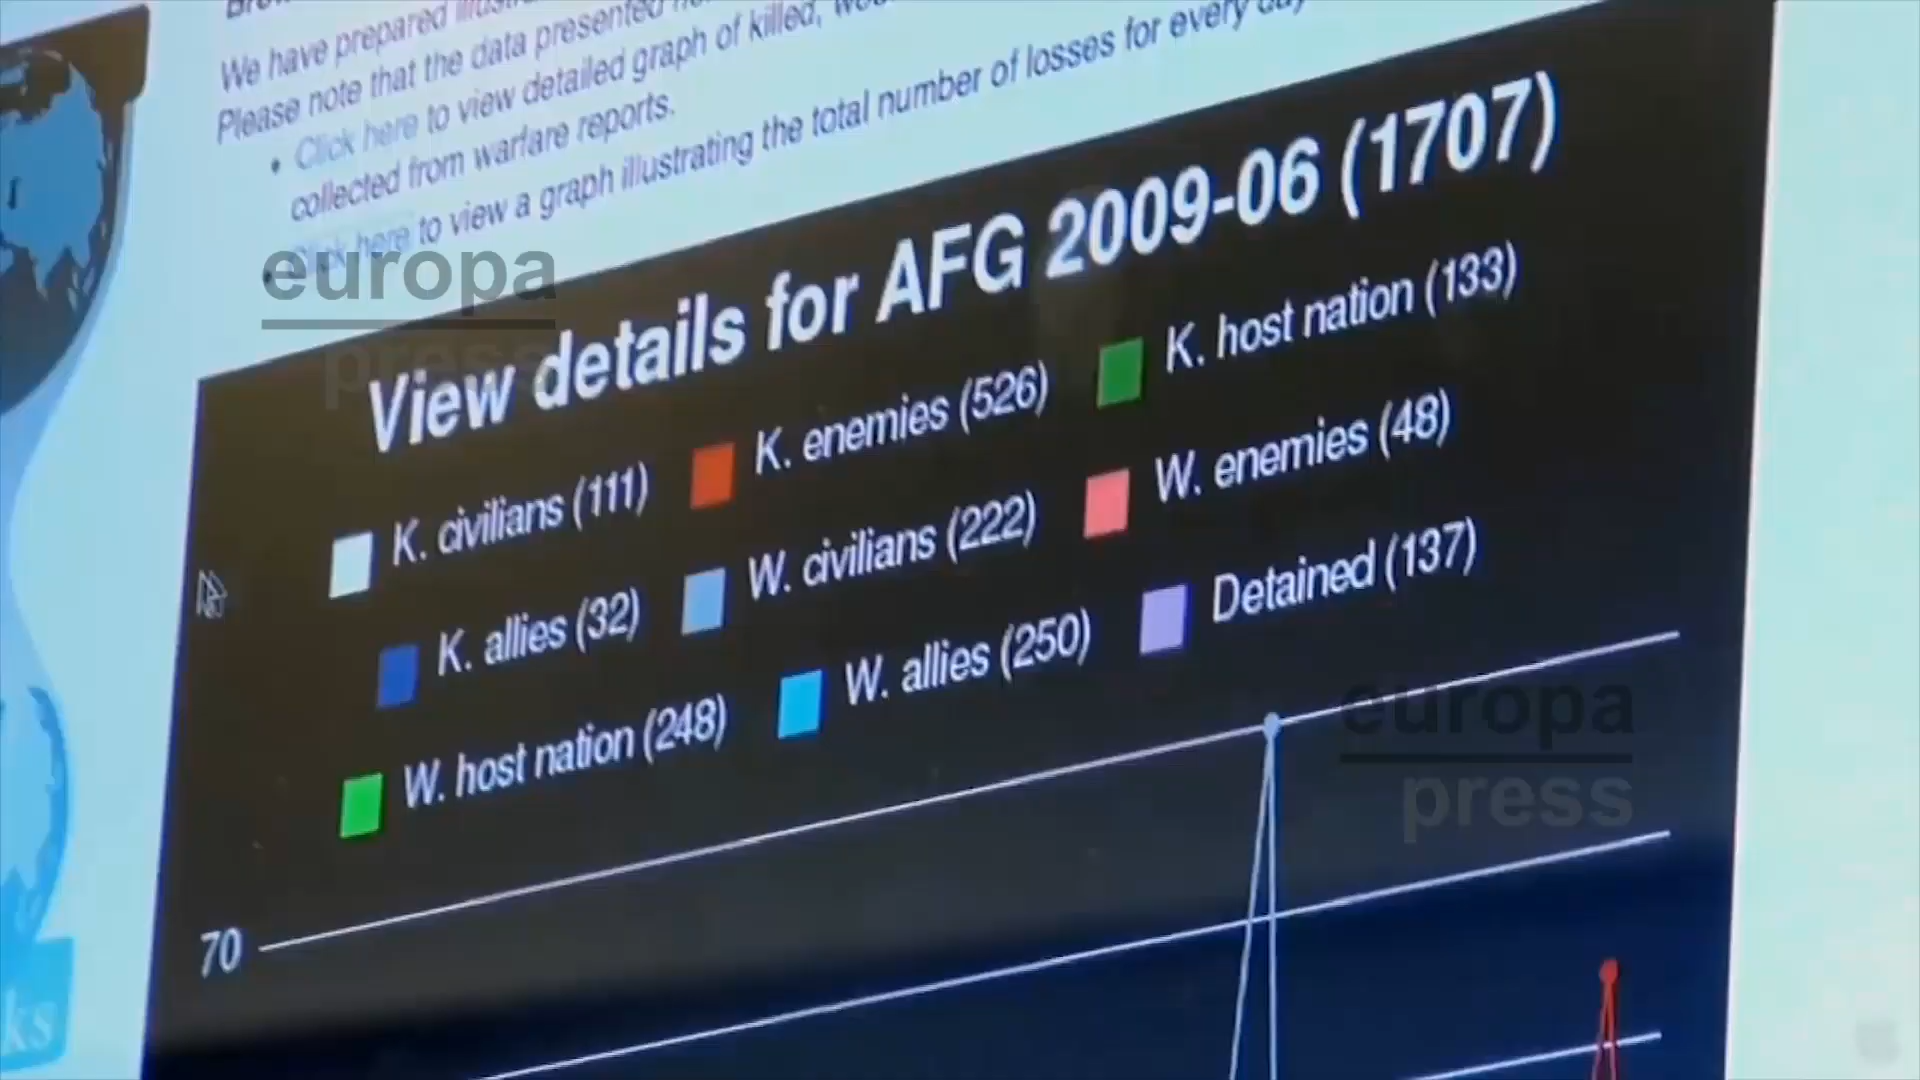 We have prepared
Please note that the data presented
• Click here to view detailed graph of killed,
collected from warfare reports.
• Click here to view a graph illustrating the total number of losses for every day
View details for AFG 2009-06 (1707)
K. civilians (111)
K. enemies (526)
K. host nation (133)
K. allies (32)
W. civilians (222)
W. enemies (48)
W. host nation (248)
W. allies (250)
Detained (137)
70
ks
europa
press
europa
press